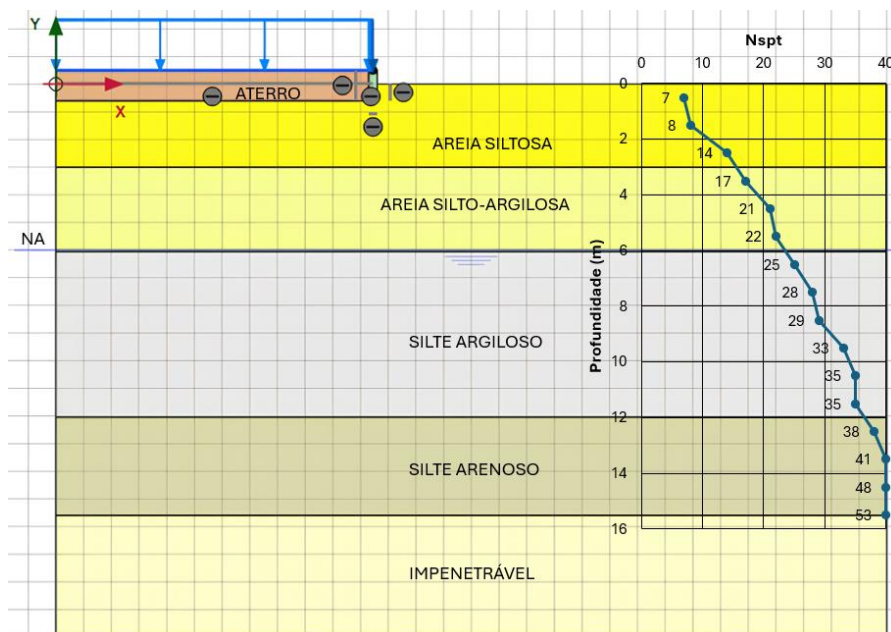 Y
X
ATERRO
AREIA SILTOSA
AREIA SILTO-ARGILOSA
NA
SILTE ARGILOSO
SILTE ARENOSO
IMPENETRÁVEL
Nspt
0 10 20 30 40
Profundidade (m)
0
2
4
6
8
10
12
14
16
7
8
14
17
21
22
25
28
29
33
35
35
38
41
48
53